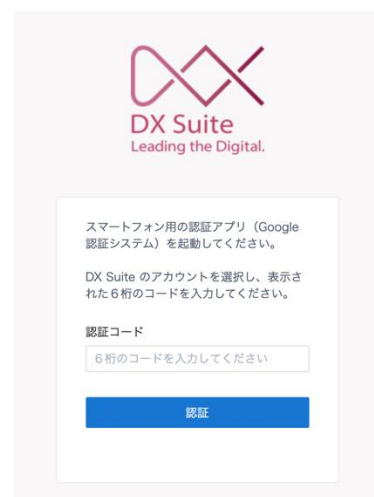 DX Suite
Leading the Digital.
スマートフォン用の認証アプリ（Google
認証システム）を起動してください。
DX Suite のアカウントを選択し、表示さ
れた６桁のコードを入力してください。
認証コード
６桁のコードを入力してください
認証